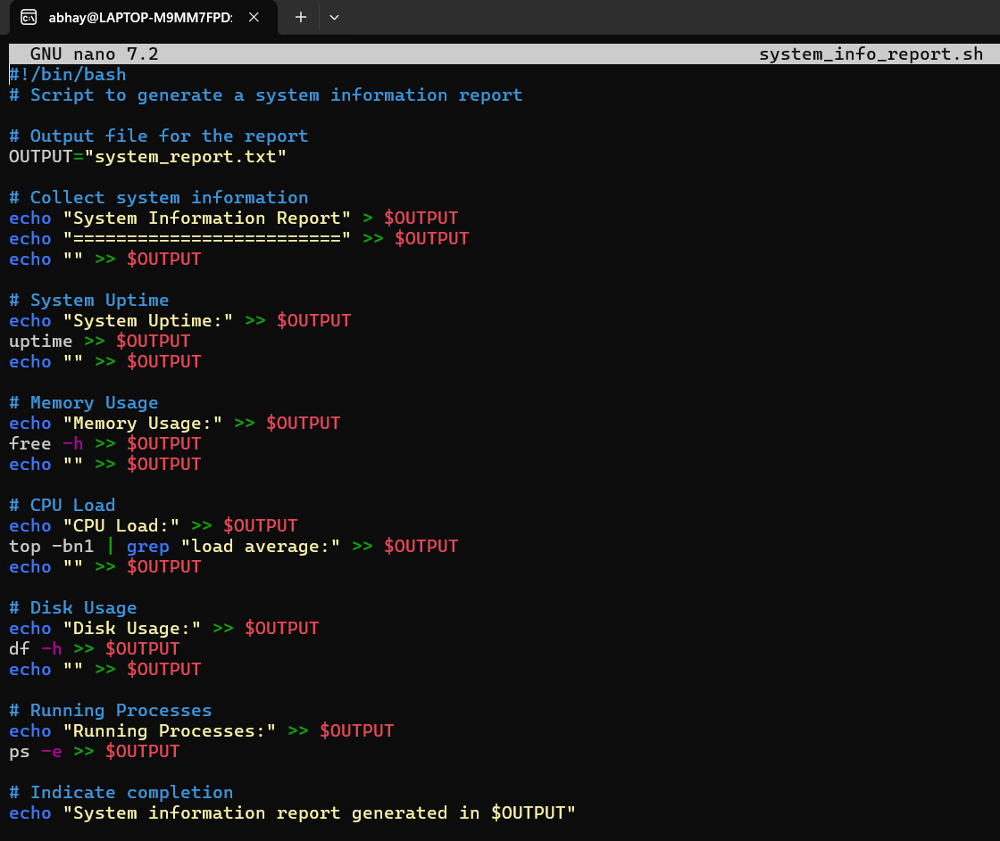 abhay@LAPTOP-M9MM7FPD:
GNU nano 7.2 system_info_report.sh
#!/bin/bash
# Script to generate a system information report
# Output file for the report
OUTPUT="system_report.txt"
# Collect system information
echo "System Information Report" > $OUTPUT
echo "=========================" >> $OUTPUT
echo "" >> $OUTPUT
# System Uptime
echo "System Uptime:" >> $OUTPUT
uptime >> $OUTPUT
echo "" >> $OUTPUT
# Memory Usage
echo "Memory Usage:" >> $OUTPUT
free -h >> $OUTPUT
echo "" >> $OUTPUT
# CPU Load
echo "CPU Load:" >> $OUTPUT
top -bn1 | grep "load average:" >> $OUTPUT
echo "" >> $OUTPUT
# Disk Usage
echo "Disk Usage:" >> $OUTPUT
df -h >> $OUTPUT
echo "" >> $OUTPUT
# Running Processes
echo "Running Processes:" >> $OUTPUT
ps -e >> $OUTPUT
# Indicate completion
echo "System information report generated in $OUTPUT"